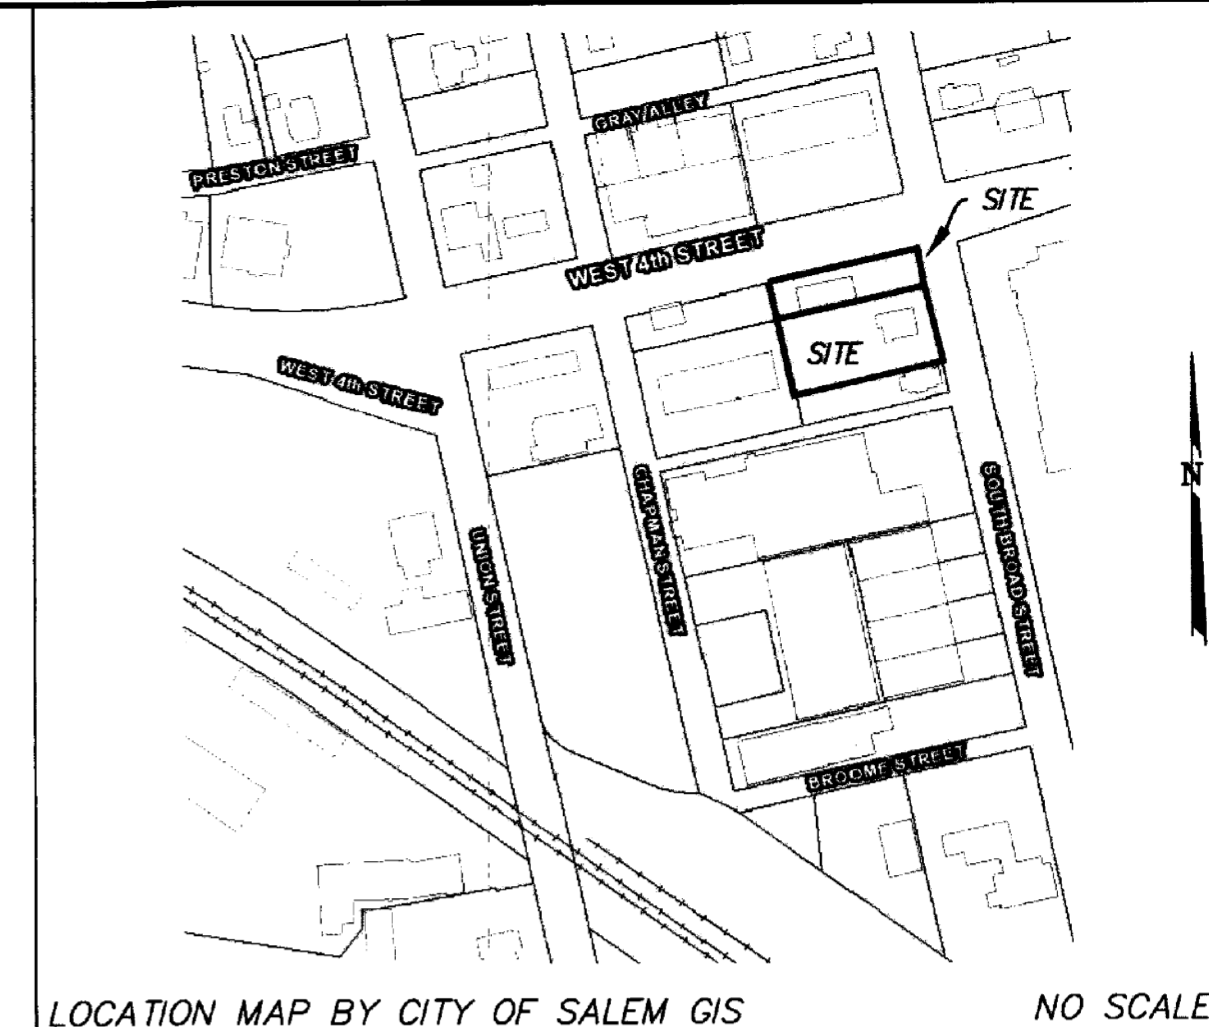 GRAY ALLEY
PRESTON STREET
SITE
WEST 4th STREET
SITE
WEST 4th STREET
N
CHAPMAN STREET
SOUTH BROAD STREET
UNION STREET
BROOME STREET
LOCATION MAP BY CITY OF SALEM GIS
NO SCALE